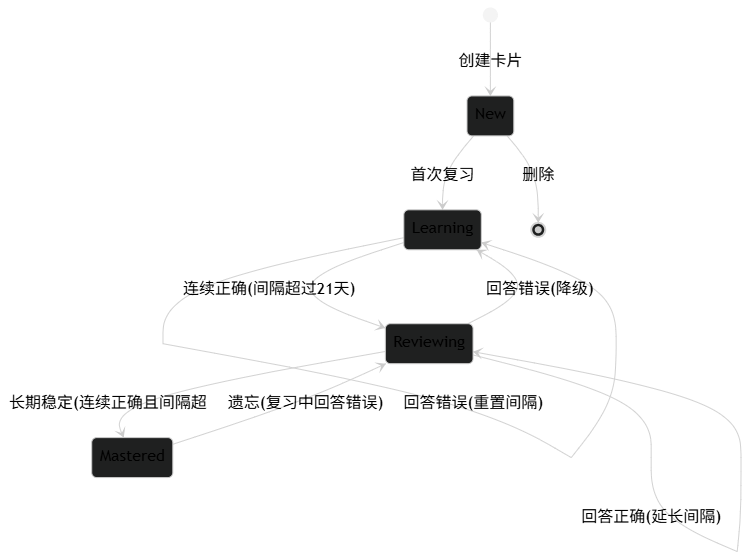 创建卡片
New
首次复习
删除
Learning
连续正确(间隔超过21天)
回答错误(降级)
Reviewing
长期稳定(连续正确且间隔超
遗忘(复习中回答错误)
回答错误(重置间隔)
Mastered
回答正确(延长间隔)